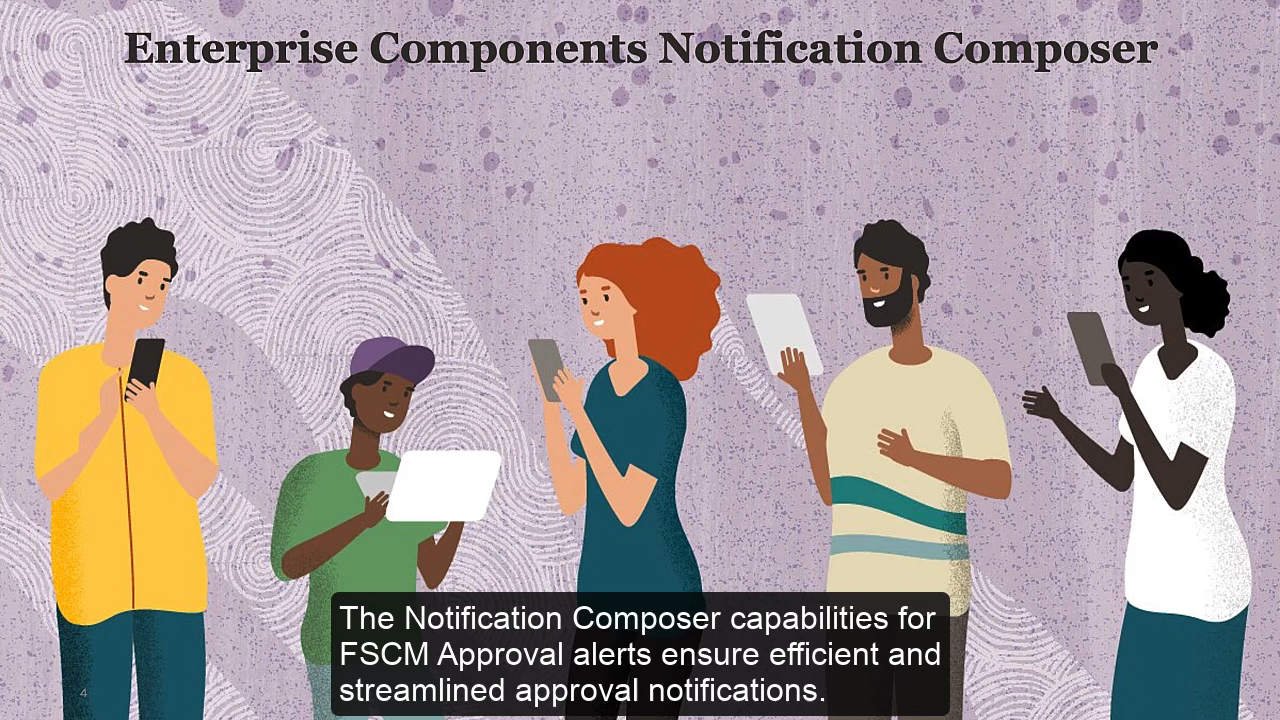 Enterprise Components Notification Composer
The Notification Composer capabilities for
FSCM Approval alerts ensure efficient and
streamlined approval notifications.
4